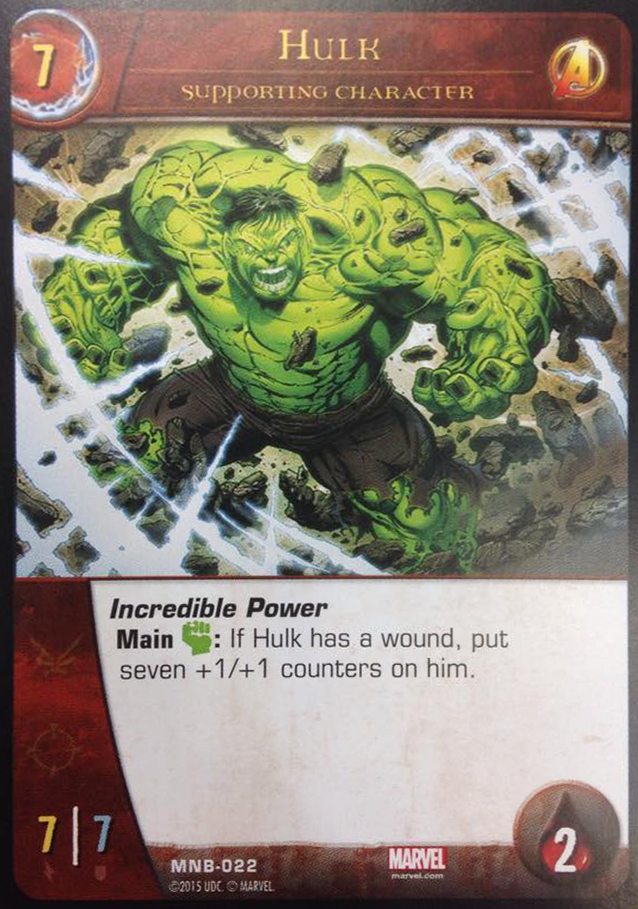 7
HULK
SUPPORTING CHARACTER
A
Incredible Power
Main : If Hulk has a wound, put
seven +1/+1 counters on him.
7 | 7
2
MNB-022
MARVEL
marvel.com
©2015 UDC. © MARVEL.